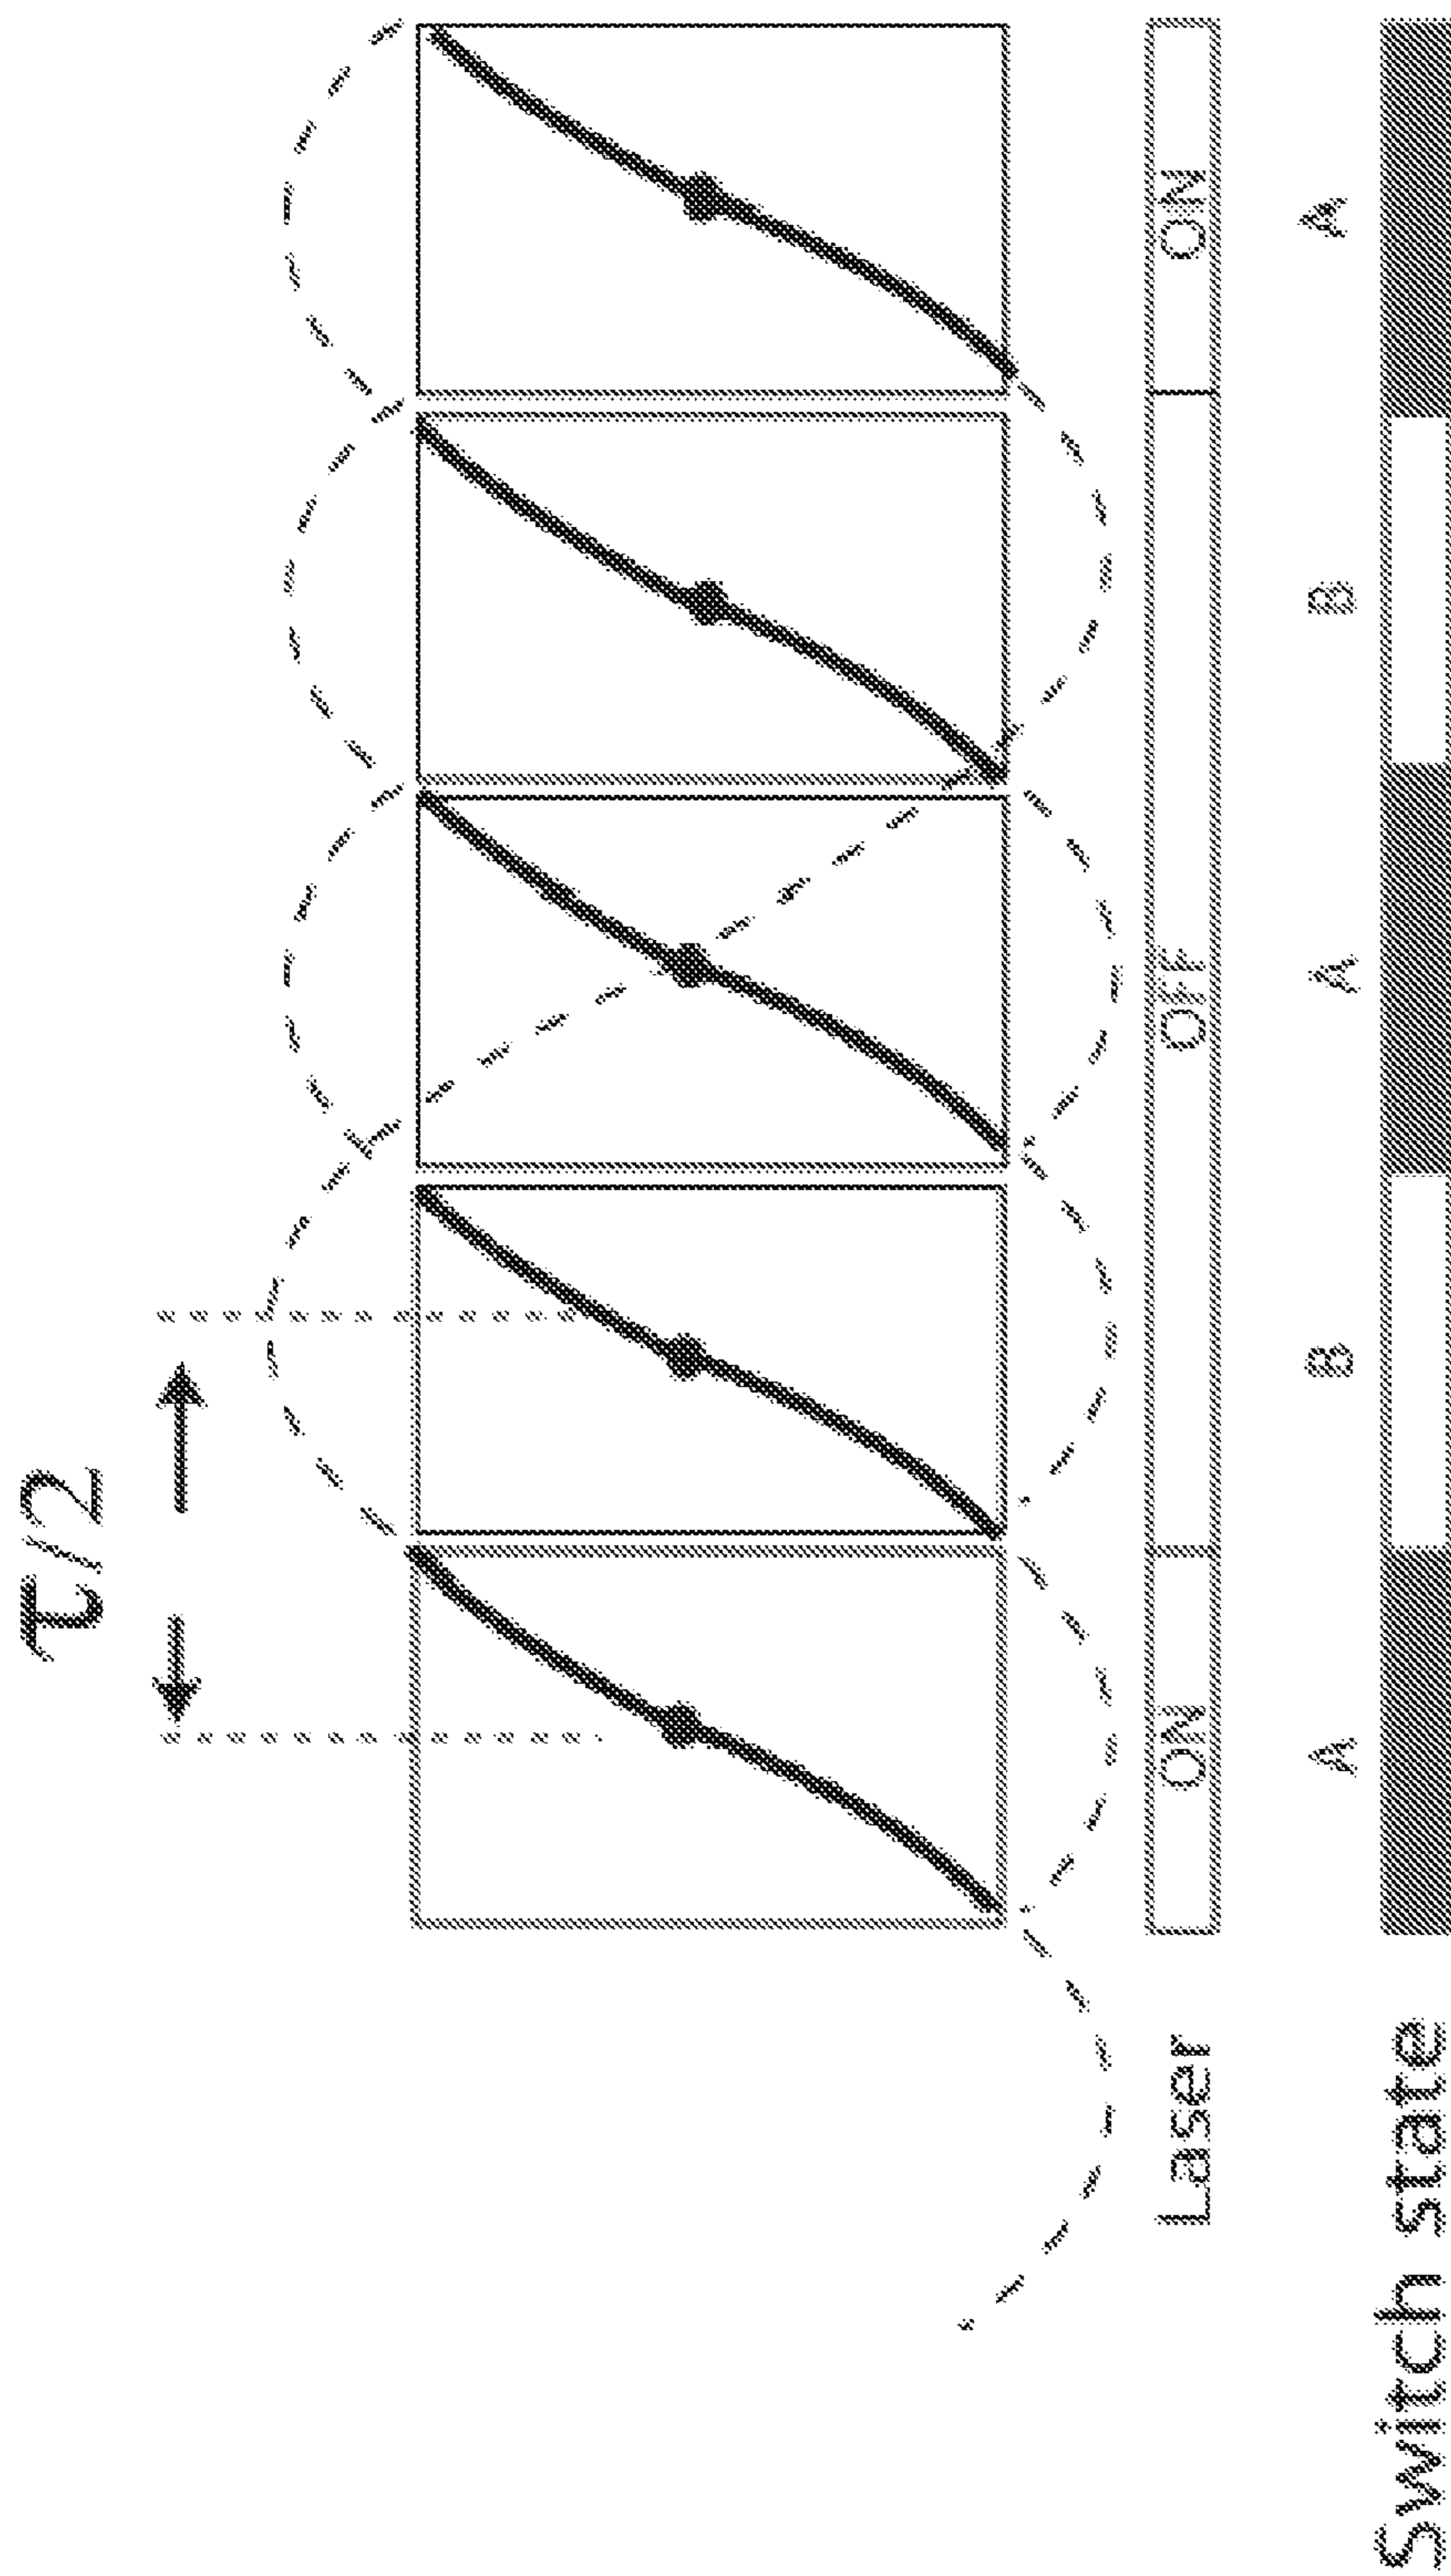 τ/2
Laser ON OFF ON
A B A B A
Switch state